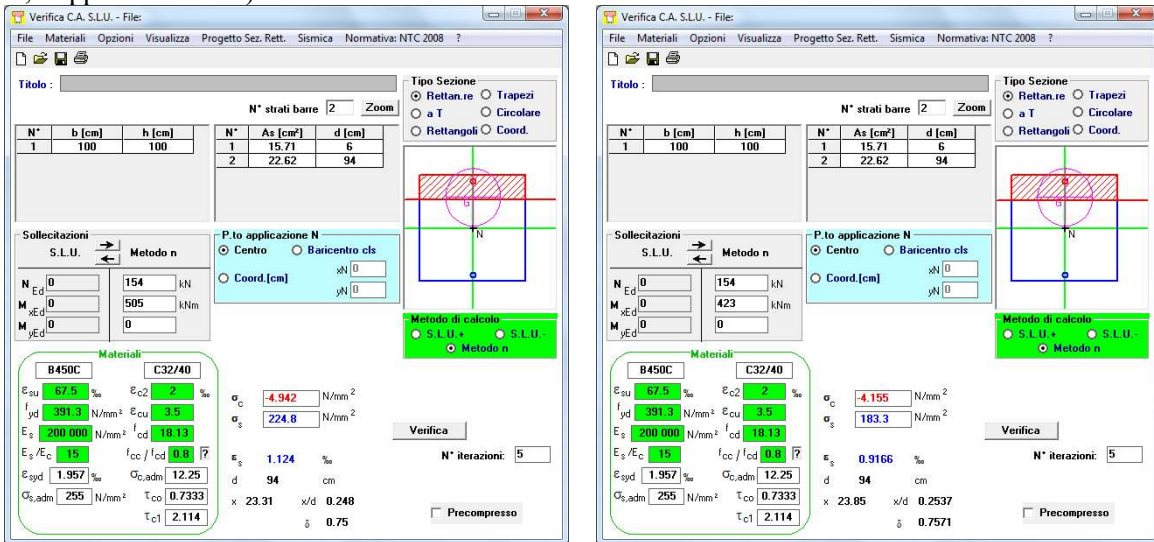 Verifica C.A. S.L.U. - File:
File Materiali Opzioni Visualizza Progetto Sez. Rett. Sismica Normativa: NTC 2008 ?
Titolo :
N° strati barre 2 Zoom
Tipo Sezione
Rettan.re Trapezi
a T Circolare
Rettangoli Coord.
N° b [cm] h [cm]
1 100 100
N° As [cm²] d [cm]
1 15.71 6
2 22.62 94
G
N
Sollecitazioni
S.L.U. Metodo n
N Ed 0 154 kN
M xEd 0 505 kNm
M yEd 0 0
P.to applicazione N
Centro Baricentro cls
Coord.[cm] xN 0
yN 0
Metodo di calcolo
S.L.U.+ S.L.U.-
Metodo n
Materiali
B450C C32/40
εsu 67.5 ‰ εc2 2 ‰
fyd 391.3 N/mm² εcu 3.5
Es 200 000 N/mm² fcd 18.13
Es/Ec 15 fcc / fcd 0.8 ?
εsyd 1.957 ‰ σc,adm 12.25
σs,adm 255 N/mm² τco 0.7333
τc1 2.114
σc -4.942 N/mm²
σs 224.8 N/mm²
εs 1.124 ‰
d 94 cm
x 23.31 x/d 0.248
δ 0.75
Verifica
N° iterazioni: 5
Precompresso
Verifica C.A. S.L.U. - File:
File Materiali Opzioni Visualizza Progetto Sez. Rett. Sismica Normativa: NTC 2008 ?
Titolo :
N° strati barre 2 Zoom
Tipo Sezione
Rettan.re Trapezi
a T Circolare
Rettangoli Coord.
N° b [cm] h [cm]
1 100 100
N° As [cm²] d [cm]
1 15.71 6
2 22.62 94
G
N
Sollecitazioni
S.L.U. Metodo n
N Ed 0 154 kN
M xEd 0 423 kNm
M yEd 0 0
P.to applicazione N
Centro Baricentro cls
Coord.[cm] xN 0
yN 0
Metodo di calcolo
S.L.U.+ S.L.U.-
Metodo n
Materiali
B450C C32/40
εsu 67.5 ‰ εc2 2 ‰
fyd 391.3 N/mm² εcu 3.5
Es 200 000 N/mm² fcd 18.13
Es/Ec 15 fcc / fcd 0.8 ?
εsyd 1.957 ‰ σc,adm 12.25
σs,adm 255 N/mm² τco 0.7333
τc1 2.114
σc -4.155 N/mm²
σs 183.3 N/mm²
εs 0.9166 ‰
d 94 cm
x 23.85 x/d 0.2537
δ 0.7571
Verifica
N° iterazioni: 5
Precompresso